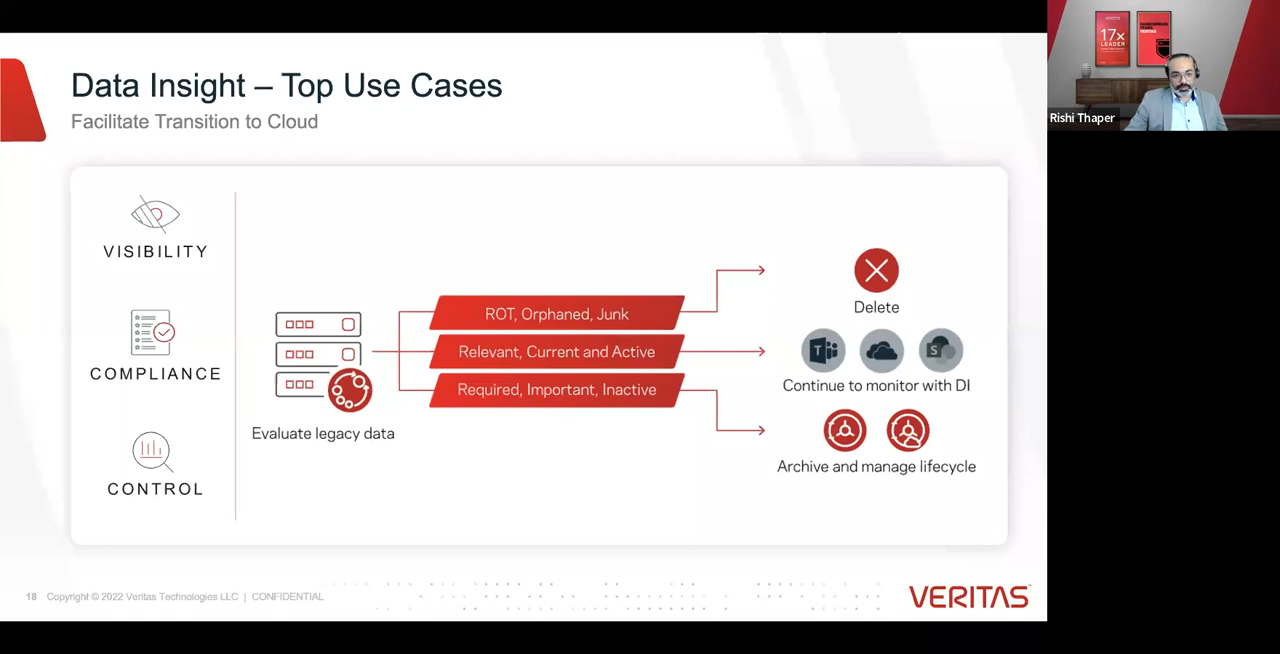 Data Insight – Top Use Cases
Facilitate Transition to Cloud
VISIBILITY
COMPLIANCE
CONTROL
Evaluate legacy data
ROT, Orphaned, Junk
Relevant, Current and Active
Required, Important, Inactive
Delete
T
S
Continue to monitor with DI
Archive and manage lifecycle
18 Copyright © 2022 Veritas Technologies LLC | CONFIDENTIAL
VERITAS
17x
LEADER
VERITAS
Rishi Thaper